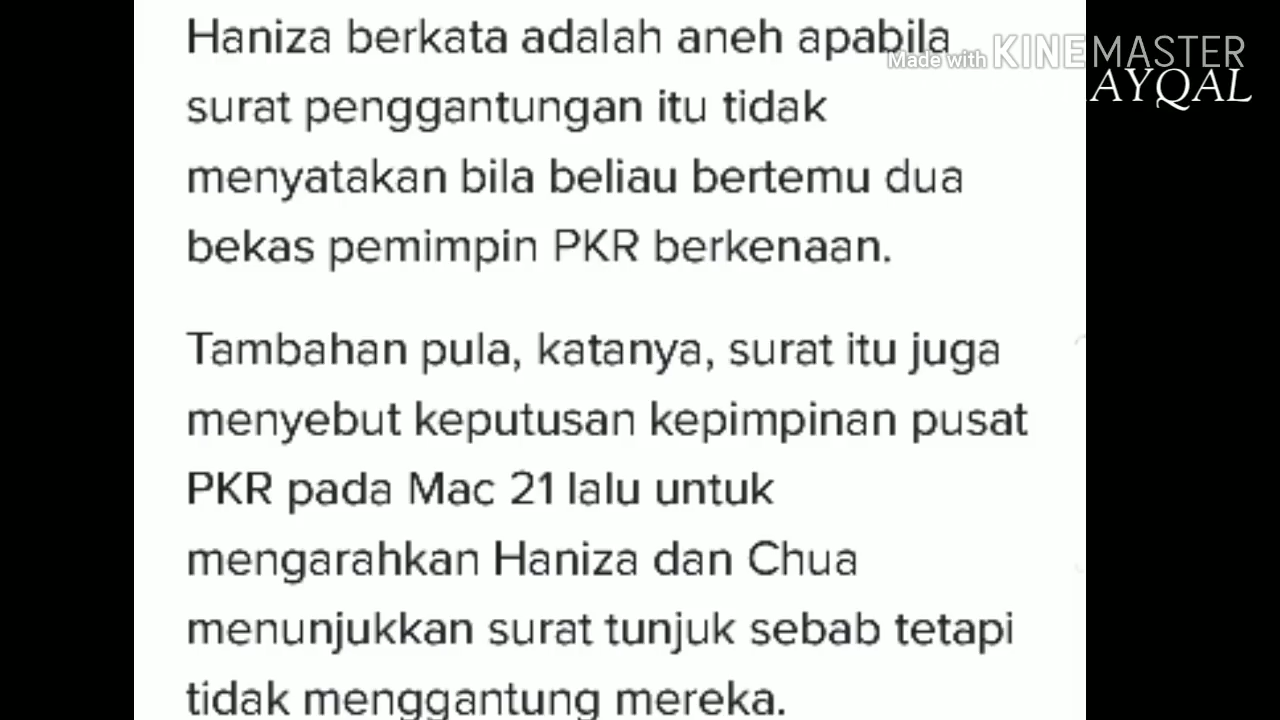 Haniza berkata adalah aneh apabila
Made with KINEMASTER
AYQAL
surat penggantungan itu tidak
menyatakan bila beliau bertemu dua
bekas pemimpin PKR berkenaan.
Tambahan pula, katanya, surat itu juga
menyebut keputusan kepimpinan pusat
PKR pada Mac 21 lalu untuk
mengarahkan Haniza dan Chua
menunjukkan surat tunjuk sebab tetapi
tidak menggantung mereka.